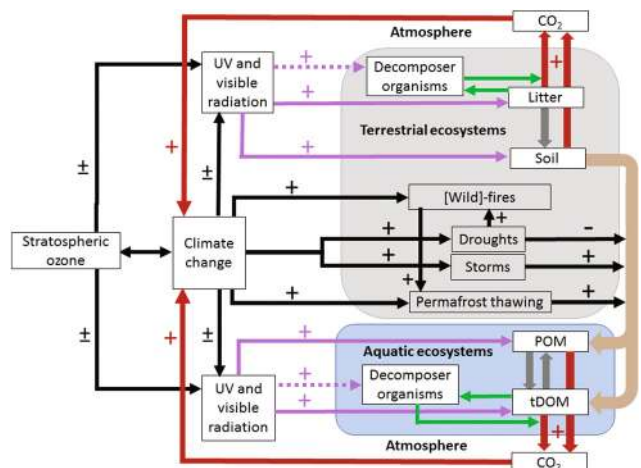 CO2
Atmosphere
+
+
UV and
visible
radiation
+
Decomposer
organisms
+
Litter
Terrestrial ecosystems
+
Soil
±
±
+
+
[Wild]-fires
+
Stratospheric
ozone
Climate
change
+
Droughts
–
+
Storms
+
+
+
Permafrost thawing
+
±
+
±
+
Aquatic ecosystems
POM
UV and
visible
radiation
+
Decomposer
organisms
+
tDOM
Atmosphere
+
CO2